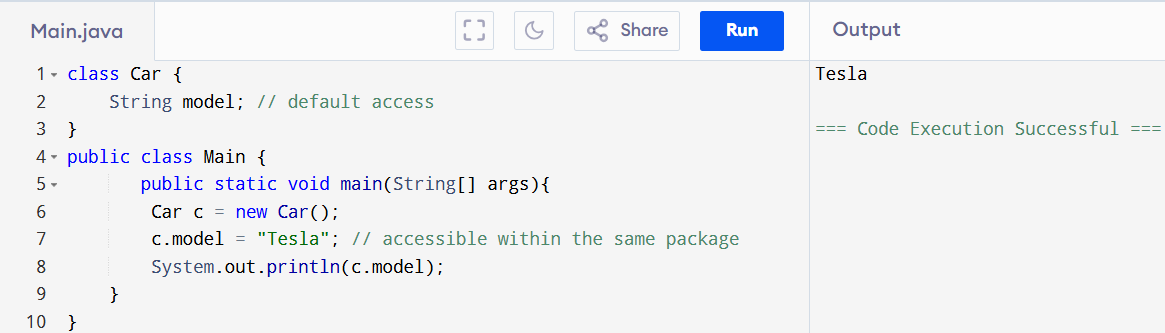 Main.java
Share
Run
Output
1 class Car {
2     String model; // default access
3 }
4 public class Main {
5        public static void main(String[] args){
6         Car c = new Car();
7         c.model = "Tesla"; // accessible within the same package
8         System.out.println(c.model);
9     }
10 }
Tesla
=== Code Execution Successful ===